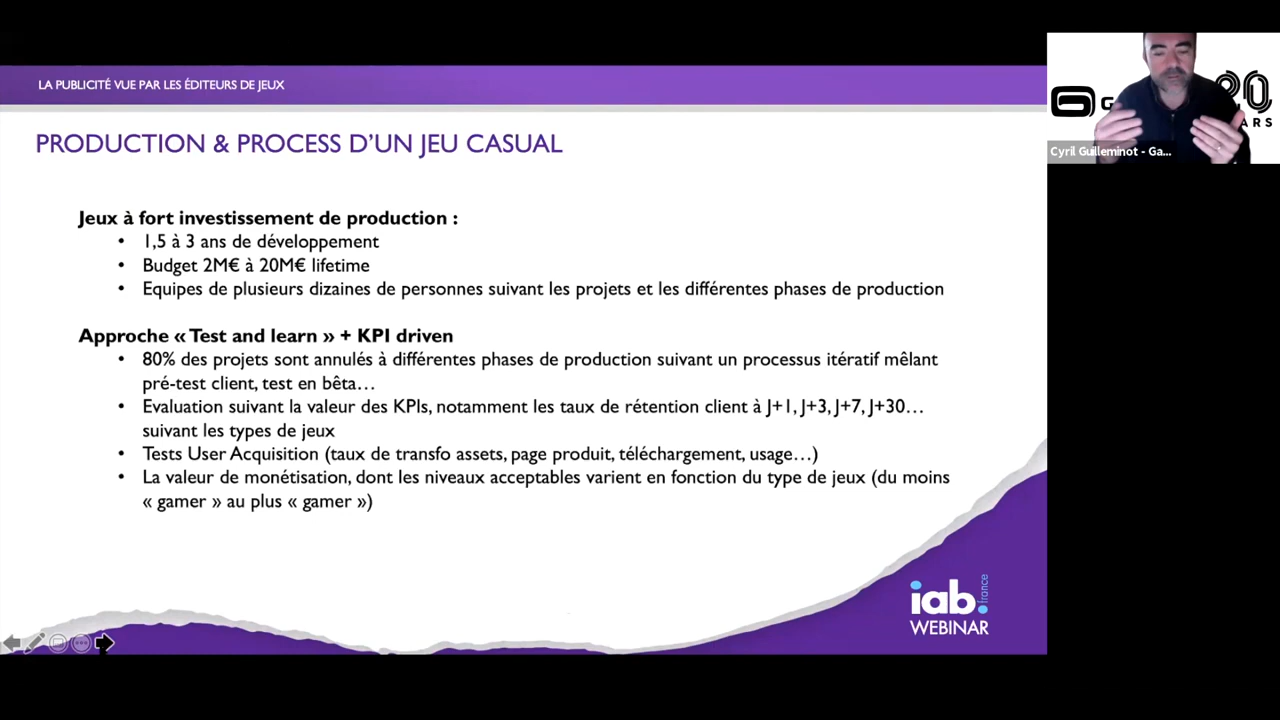 LA PUBLICITÉ VUE PAR LES ÉDITEURS DE JEUX
PRODUCTION & PROCESS D'UN JEU CASUAL
Jeux à fort investissement de production :
• 1,5 à 3 ans de développement
• Budget 2M€ à 20M€ lifetime
• Equipes de plusieurs dizaines de personnes suivant les projets et les différentes phases de production
Approche « Test and learn » + KPI driven
• 80% des projets sont annulés à différentes phases de production suivant un processus itératif mêlant
pré-test client, test en bêta…
• Evaluation suivant la valeur des KPIs, notamment les taux de rétention client à J+1, J+3, J+7, J+30…
suivant les types de jeux
• Tests User Acquisition (taux de transfo assets, page produit, téléchargement, usage…)
• La valeur de monétisation, dont les niveaux acceptables varient en fonction du type de jeux (du moins
« gamer » au plus « gamer »)
iab. france
WEBINAR
Cyril Guilleminot - Ga...